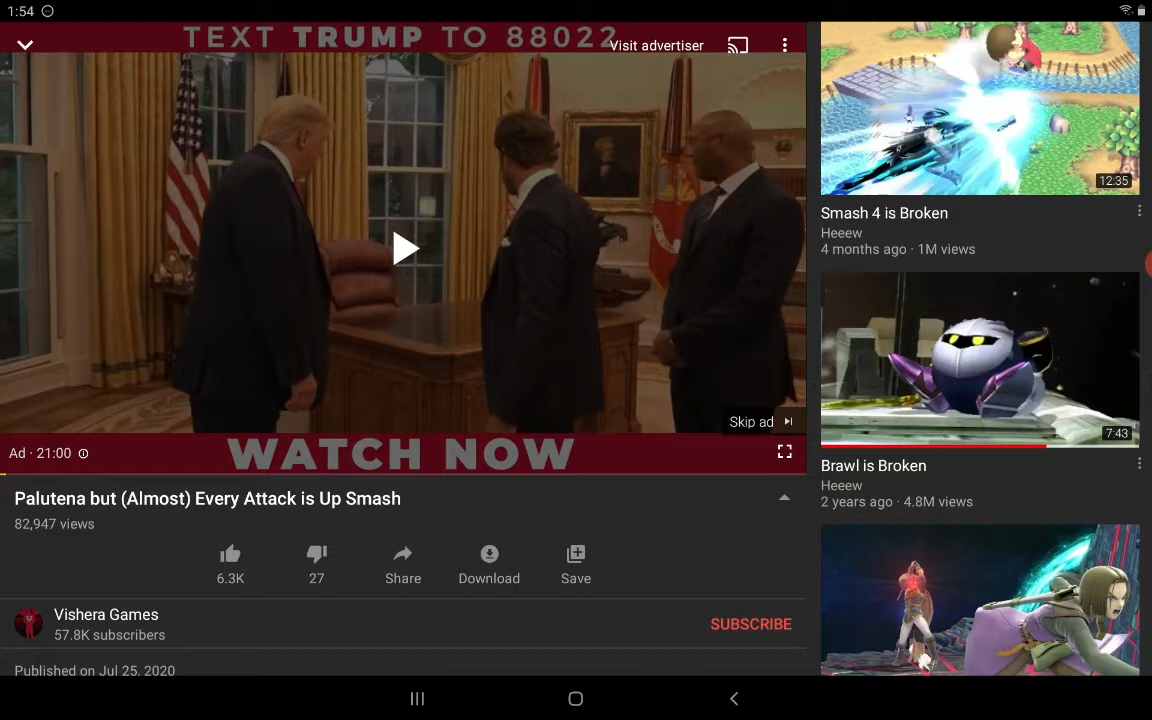 1:54
TEXT TRUMP TO 88022
Visit advertiser
Skip ad
Ad · 21:00
WATCH NOW
Palutena but (Almost) Every Attack is Up Smash
82,947 views
6.3K
27
Share
Download
Save
Vishera Games
57.8K subscribers
SUBSCRIBE
Published on Jul 25, 2020
12:35
Smash 4 is Broken
Heeew
4 months ago · 1M views
7:43
Brawl is Broken
Heeew
2 years ago · 4.8M views